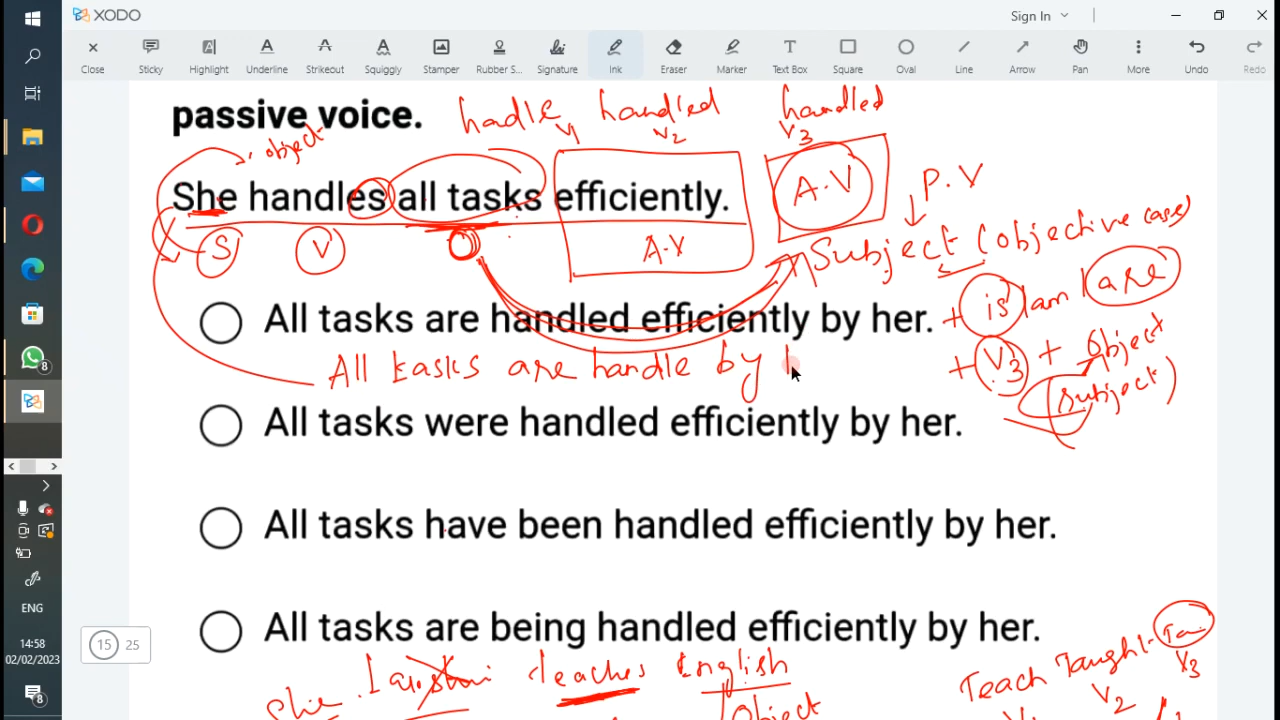 XODO
Sign In
Close
Sticky
Highlight
Underline
Strikeout
Squiggly
Stamper
Rubber S...
Signature
Ink
Eraser
Marker
Text Box
Square
Oval
Line
Arrow
Pan
More
Undo
Redo
passive voice.
hadle handled handled
V1 V2 V3
object
She handles all tasks efficiently.
A.V P.V
S V A.V
Subject (objective case)
+ is/am/are
All tasks are handled efficiently by her.
+ V3 + object
(subject)
All tasks are handle by h
All tasks were handled efficiently by her.
All tasks have been handled efficiently by her.
All tasks are being handled efficiently by her.
She teaches English
object
Teach Taught
V2 V3
8
ENG
14:58
02/02/2023
8
15 25